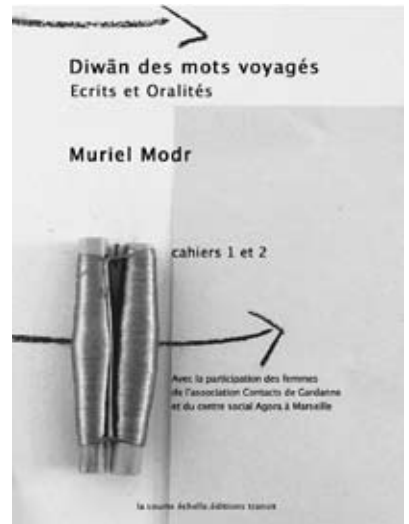 Diwān des mots voyagés
Ecrits et Oralités
Muriel Modr
cahiers 1 et 2
Avec la participation des femmes
de l'association Contacts de Gardanne
et du centre social Agora à Marseille
la courte échelle.éditions transit